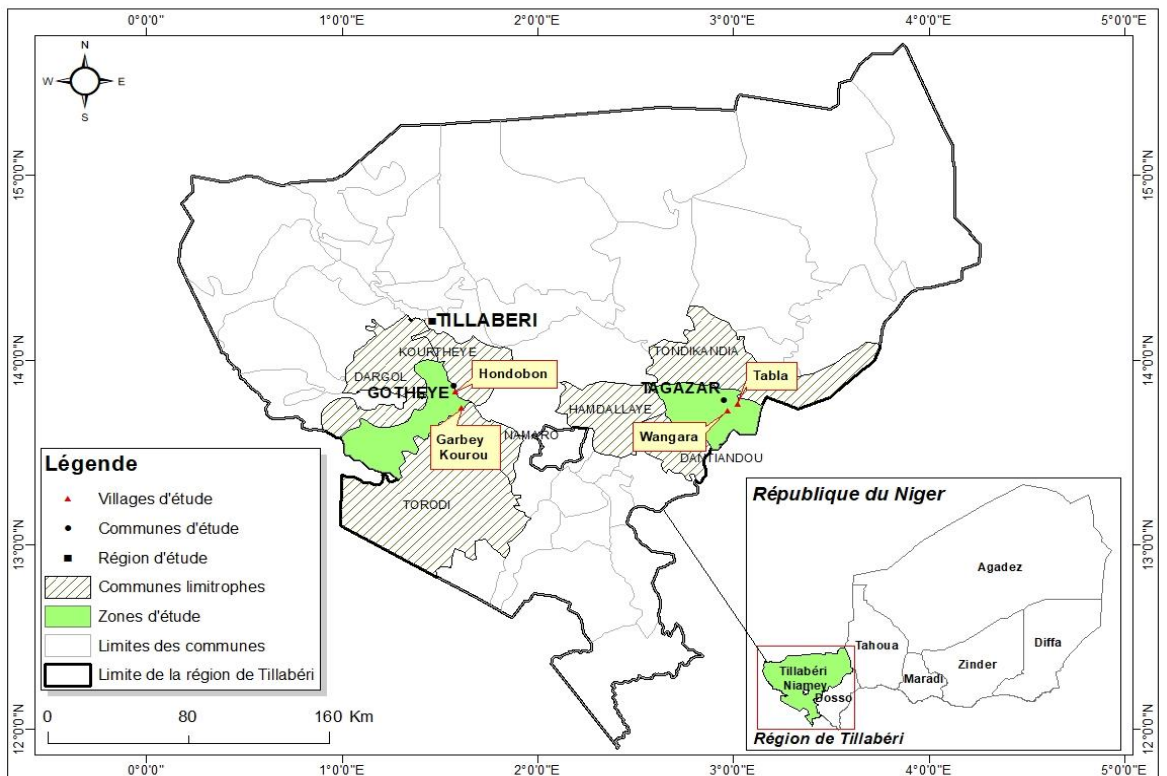 0°0'0" 1°0'0"E 2°0'0"E 3°0'0"E 4°0'0"E 5°0'0"E
N
W E
S
15°0'0"N 15°0'0"N
14°0'0"N 14°0'0"N
13°0'0"N 13°0'0"N
12°0'0"N 12°0'0"N
TILLABERI
KOURTHEYE
DARGOL
GOTHEYE
Hondobon
Garbey
Kourou
NAMARO
TORODI
TONDIKANDIA
TAGAZAR
Tabla
HAMDALLAYE
Wangara
DANTIANDOU
Légende
Villages d'étude
Communes d'étude
Région d'étude
Communes limitrophes
Zones d'étude
Limites des communes
Limite de la région de Tillabéri
0 80 160 Km
République du Niger
Agadez
Tahoua
Diffa
Zinder
Maradi
Tillabéri
Niamey
Dosso
Région de Tillabéri
0°0'0" 1°0'0"E 2°0'0"E 3°0'0"E 4°0'0"E 5°0'0"E